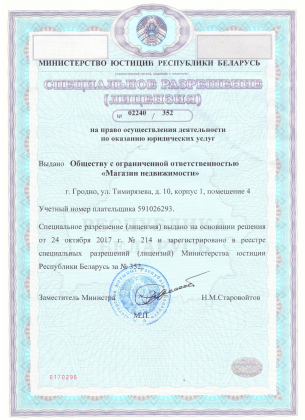 МИНИСТЕРСТВО ЮСТИЦИИ РЕСПУБЛИКИ БЕЛАРУСЬ
СПЕЦИАЛЬНОЕ РАЗРЕШЕНИЕ
(ЛИЦЕНЗИЯ)
№ 02240 / 352
на право осуществления деятельности
по оказанию юридических услуг
Выдано Обществу с ограниченной ответственностью
«Магазин недвижимости»
г. Гродно, ул. Тимирязева, д. 10, корпус 1, помещение 4
Учетный номер плательщика 591026293.
Специальное разрешение (лицензия) выдано на основании решения
от 24 октября 2017 г. № 214 и зарегистрировано в реестре
специальных разрешений (лицензий) Министерства юстиции
Республики Беларусь за № 352.
Заместитель Министра Н.М.Старовойтов
М.П.
0170298